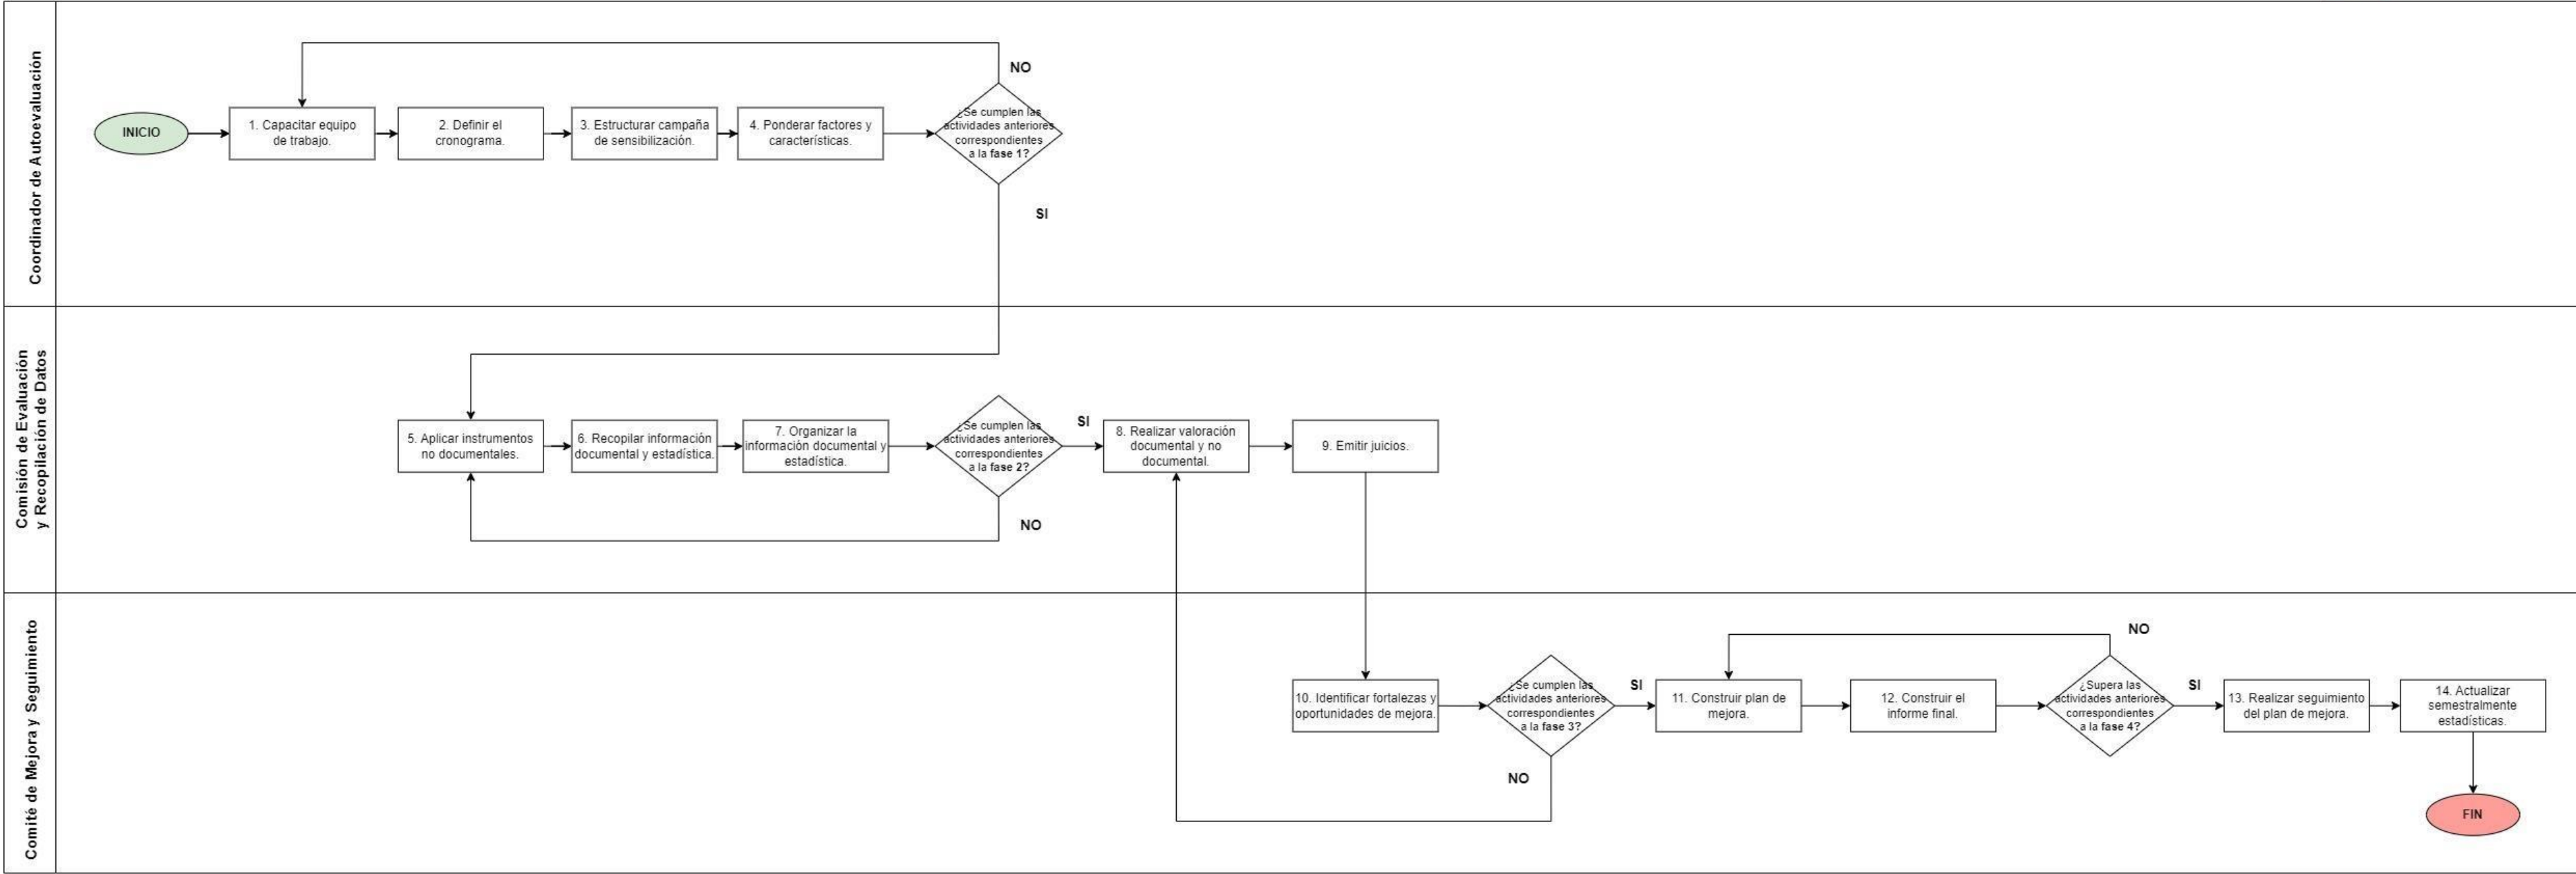 Coordinador de Autoevaluación
INICIO
1. Capacitar equipo
de trabajo.
2. Definir el
cronograma.
3. Estructurar campaña
de sensibilización.
4. Ponderar factores y
características.
¿Se cumplen las
actividades anteriores
correspondientes
a la fase 1?
NO
SI
Comisión de Evaluación
y Recopilación de Datos
5. Aplicar instrumentos
no documentales.
6. Recopilar información
documental y estadística.
7. Organizar la
información documental y
estadística.
¿Se cumplen las
actividades anteriores
correspondientes
a la fase 2?
SI
NO
8. Realizar valoración
documental y no
documental.
9. Emitir juicios.
Comité de Mejora y Seguimiento
10. Identificar fortalezas y
oportunidades de mejora.
¿Se cumplen las
actividades anteriores
correspondientes
a la fase 3?
SI
NO
11. Construir plan de
mejora.
12. Construir el
informe final.
¿Supera las
actividades anteriores
correspondientes
a la fase 4?
NO
SI
13. Realizar seguimiento
del plan de mejora.
14. Actualizar
semestralmente
estadísticas.
FIN